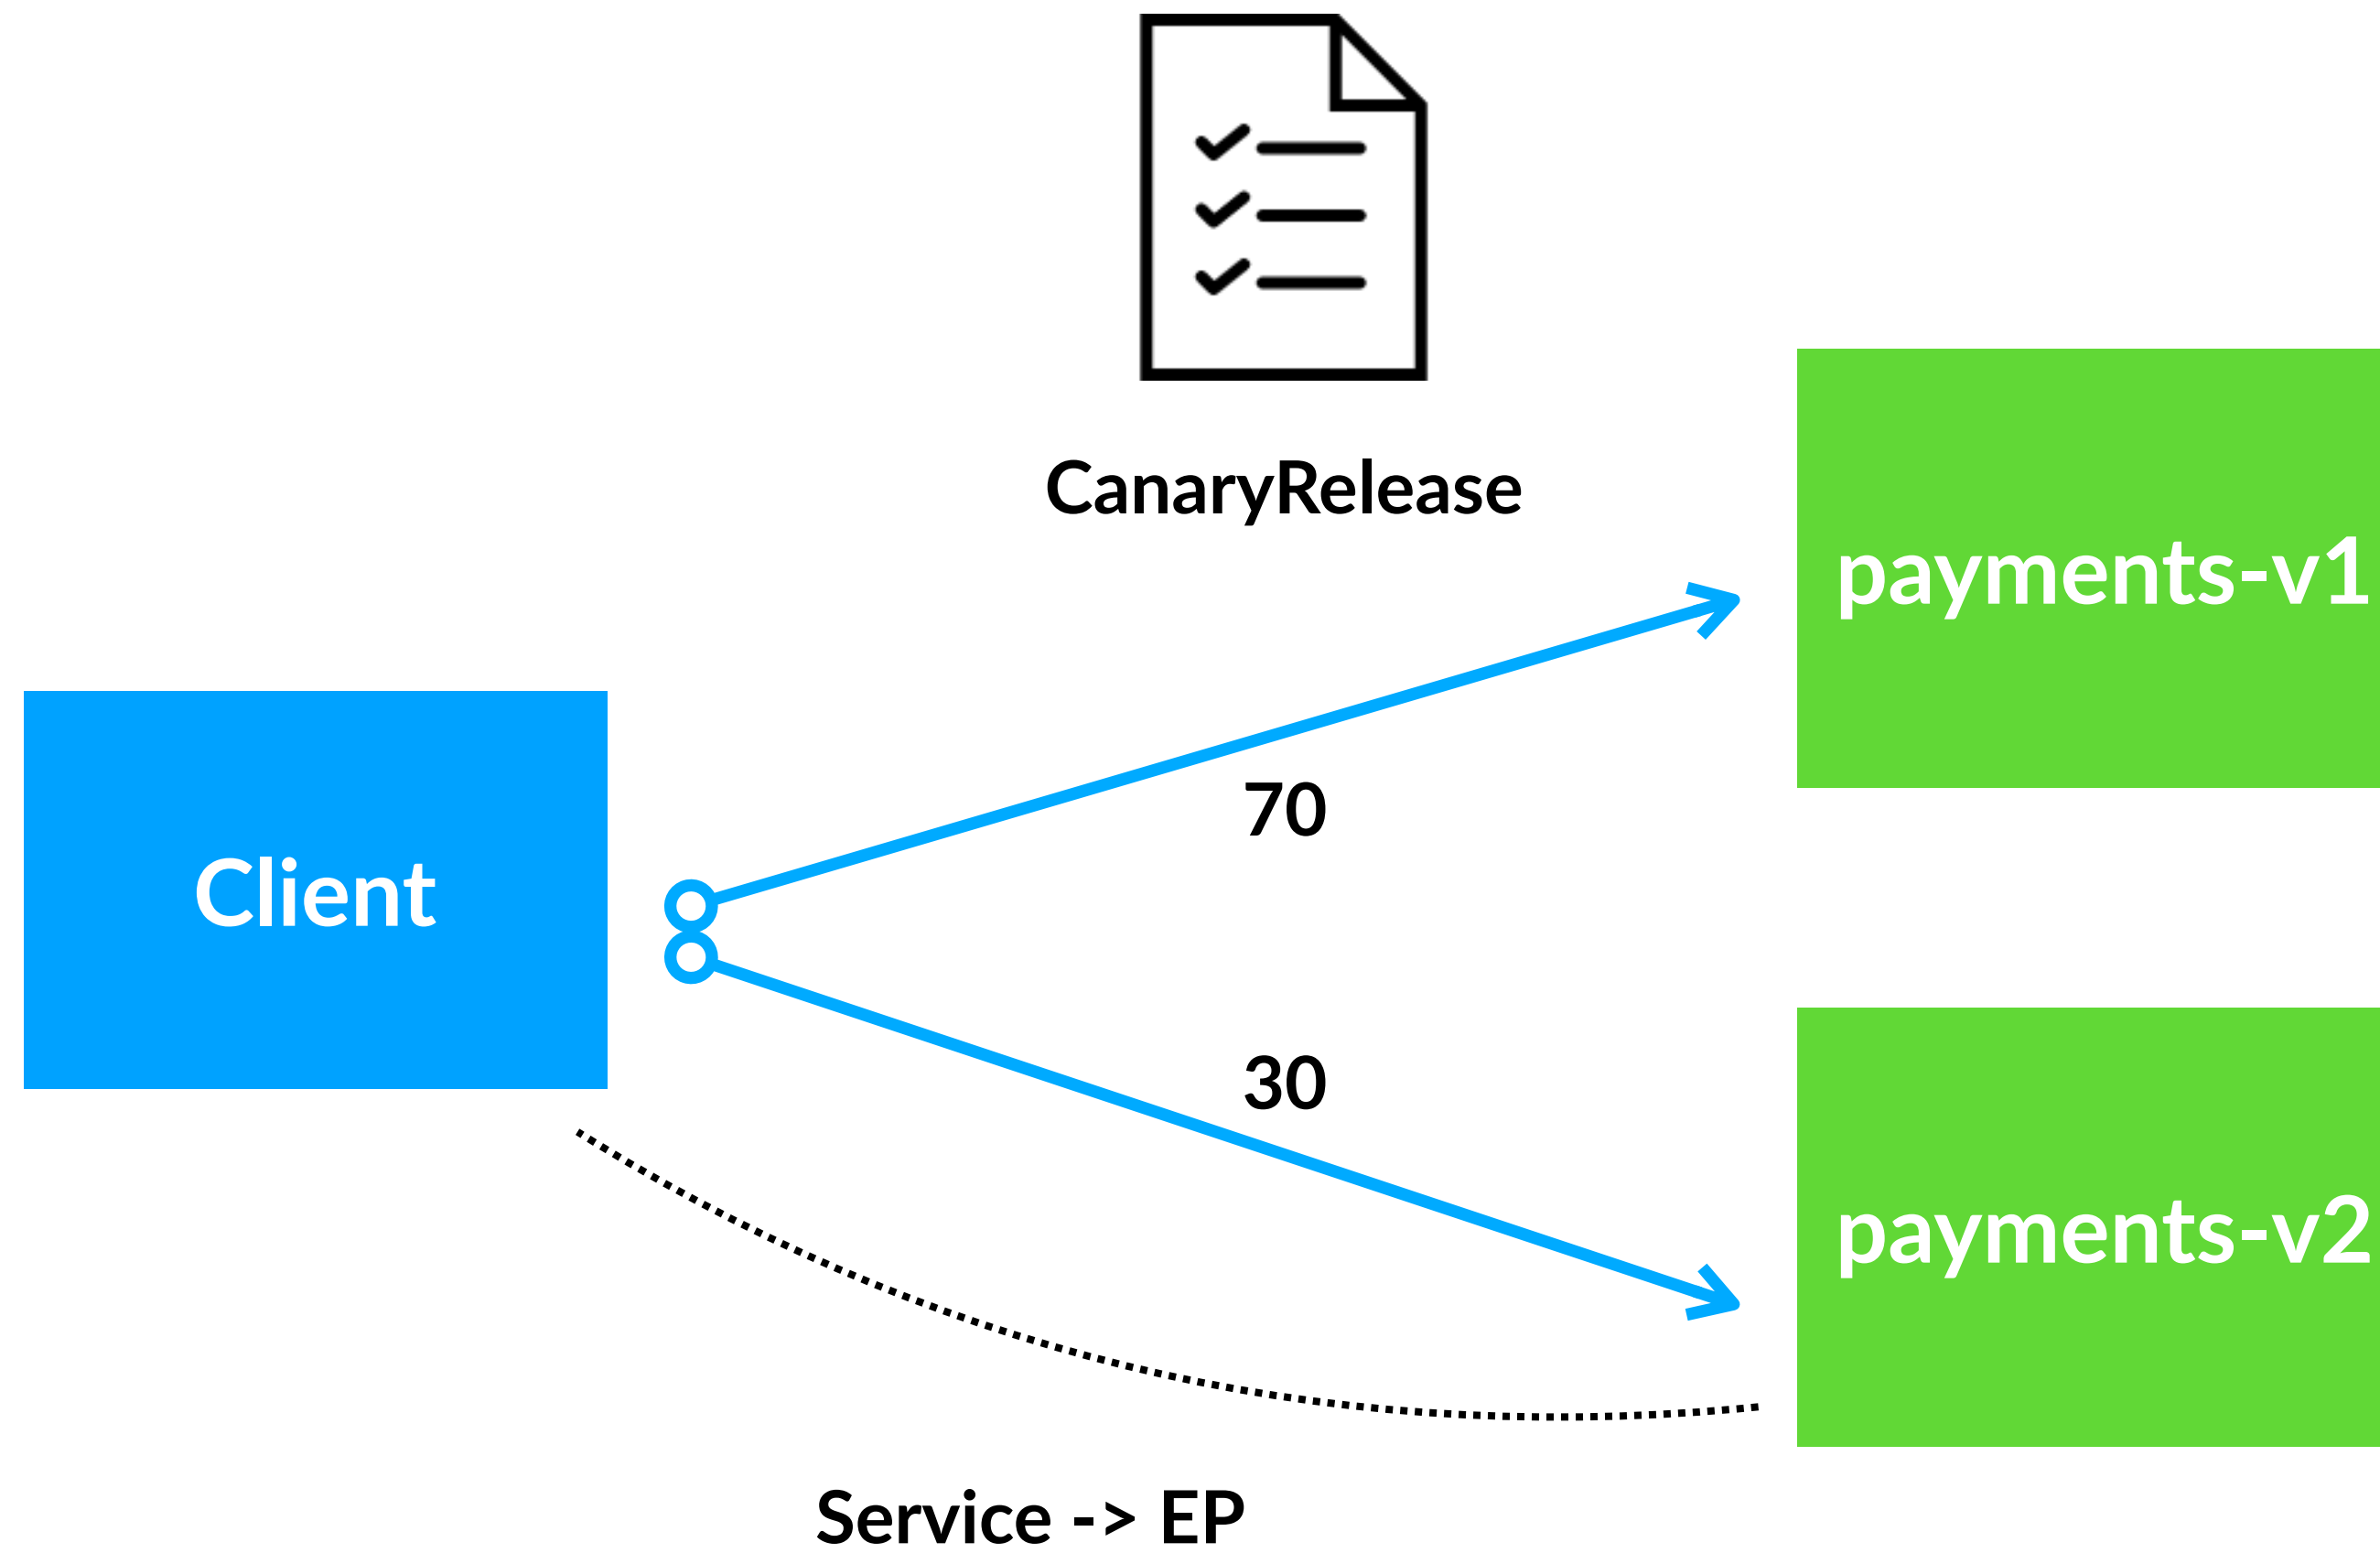 CanaryRelease
payments-v1
70
Client
30
payments-v2
Service -> EP